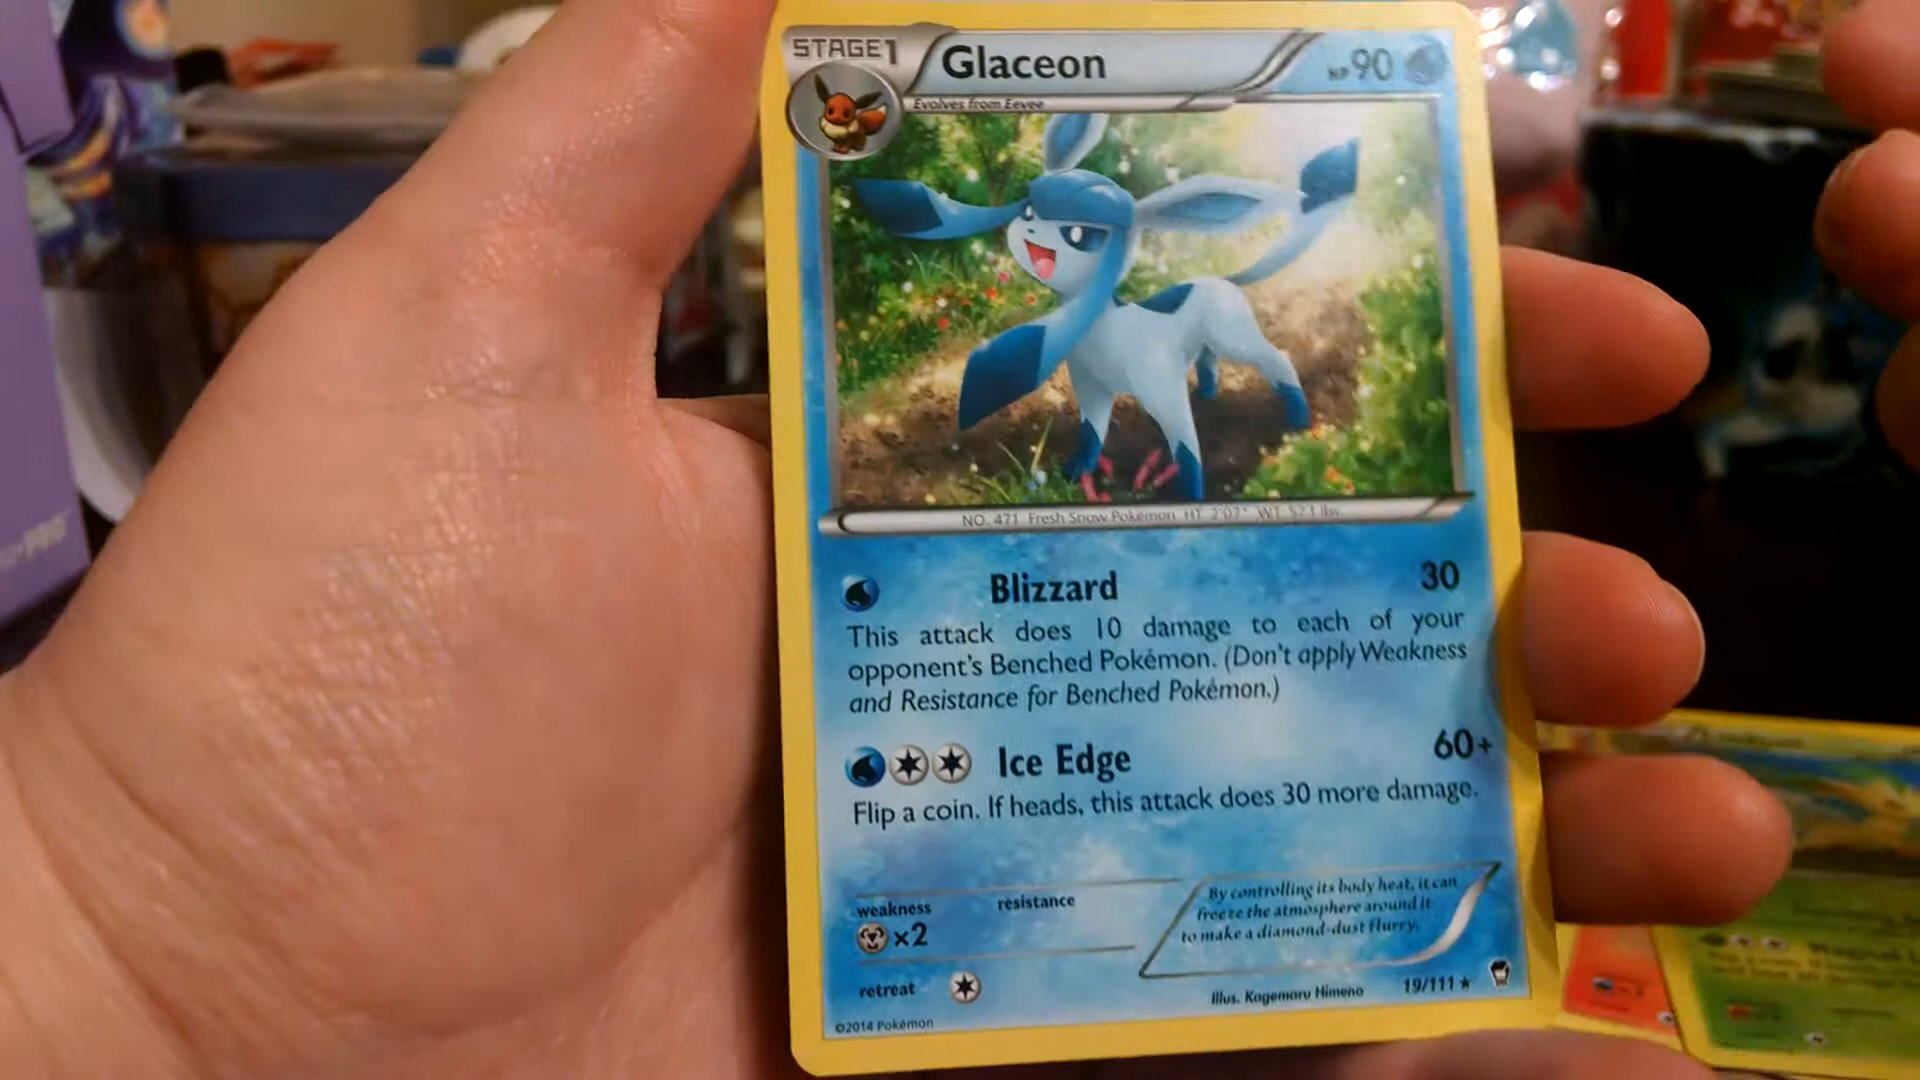 STAGE1
Glaceon
HP90
Evolves from Eevee
NO. 471 Fresh Snow Pokémon HT 2'07" WT 57.1 lbs.
Blizzard 30
This attack does 10 damage to each of your
opponent's Benched Pokémon. (Don't apply Weakness
and Resistance for Benched Pokémon.)
Ice Edge 60+
Flip a coin. If heads, this attack does 30 more damage.
weakness
×2
resistance
By controlling its body heat, it can
freeze the atmosphere around it
to make a diamond-dust flurry.
retreat
Illus. Kagemaru Himeno
19/111
©2014 Pokémon